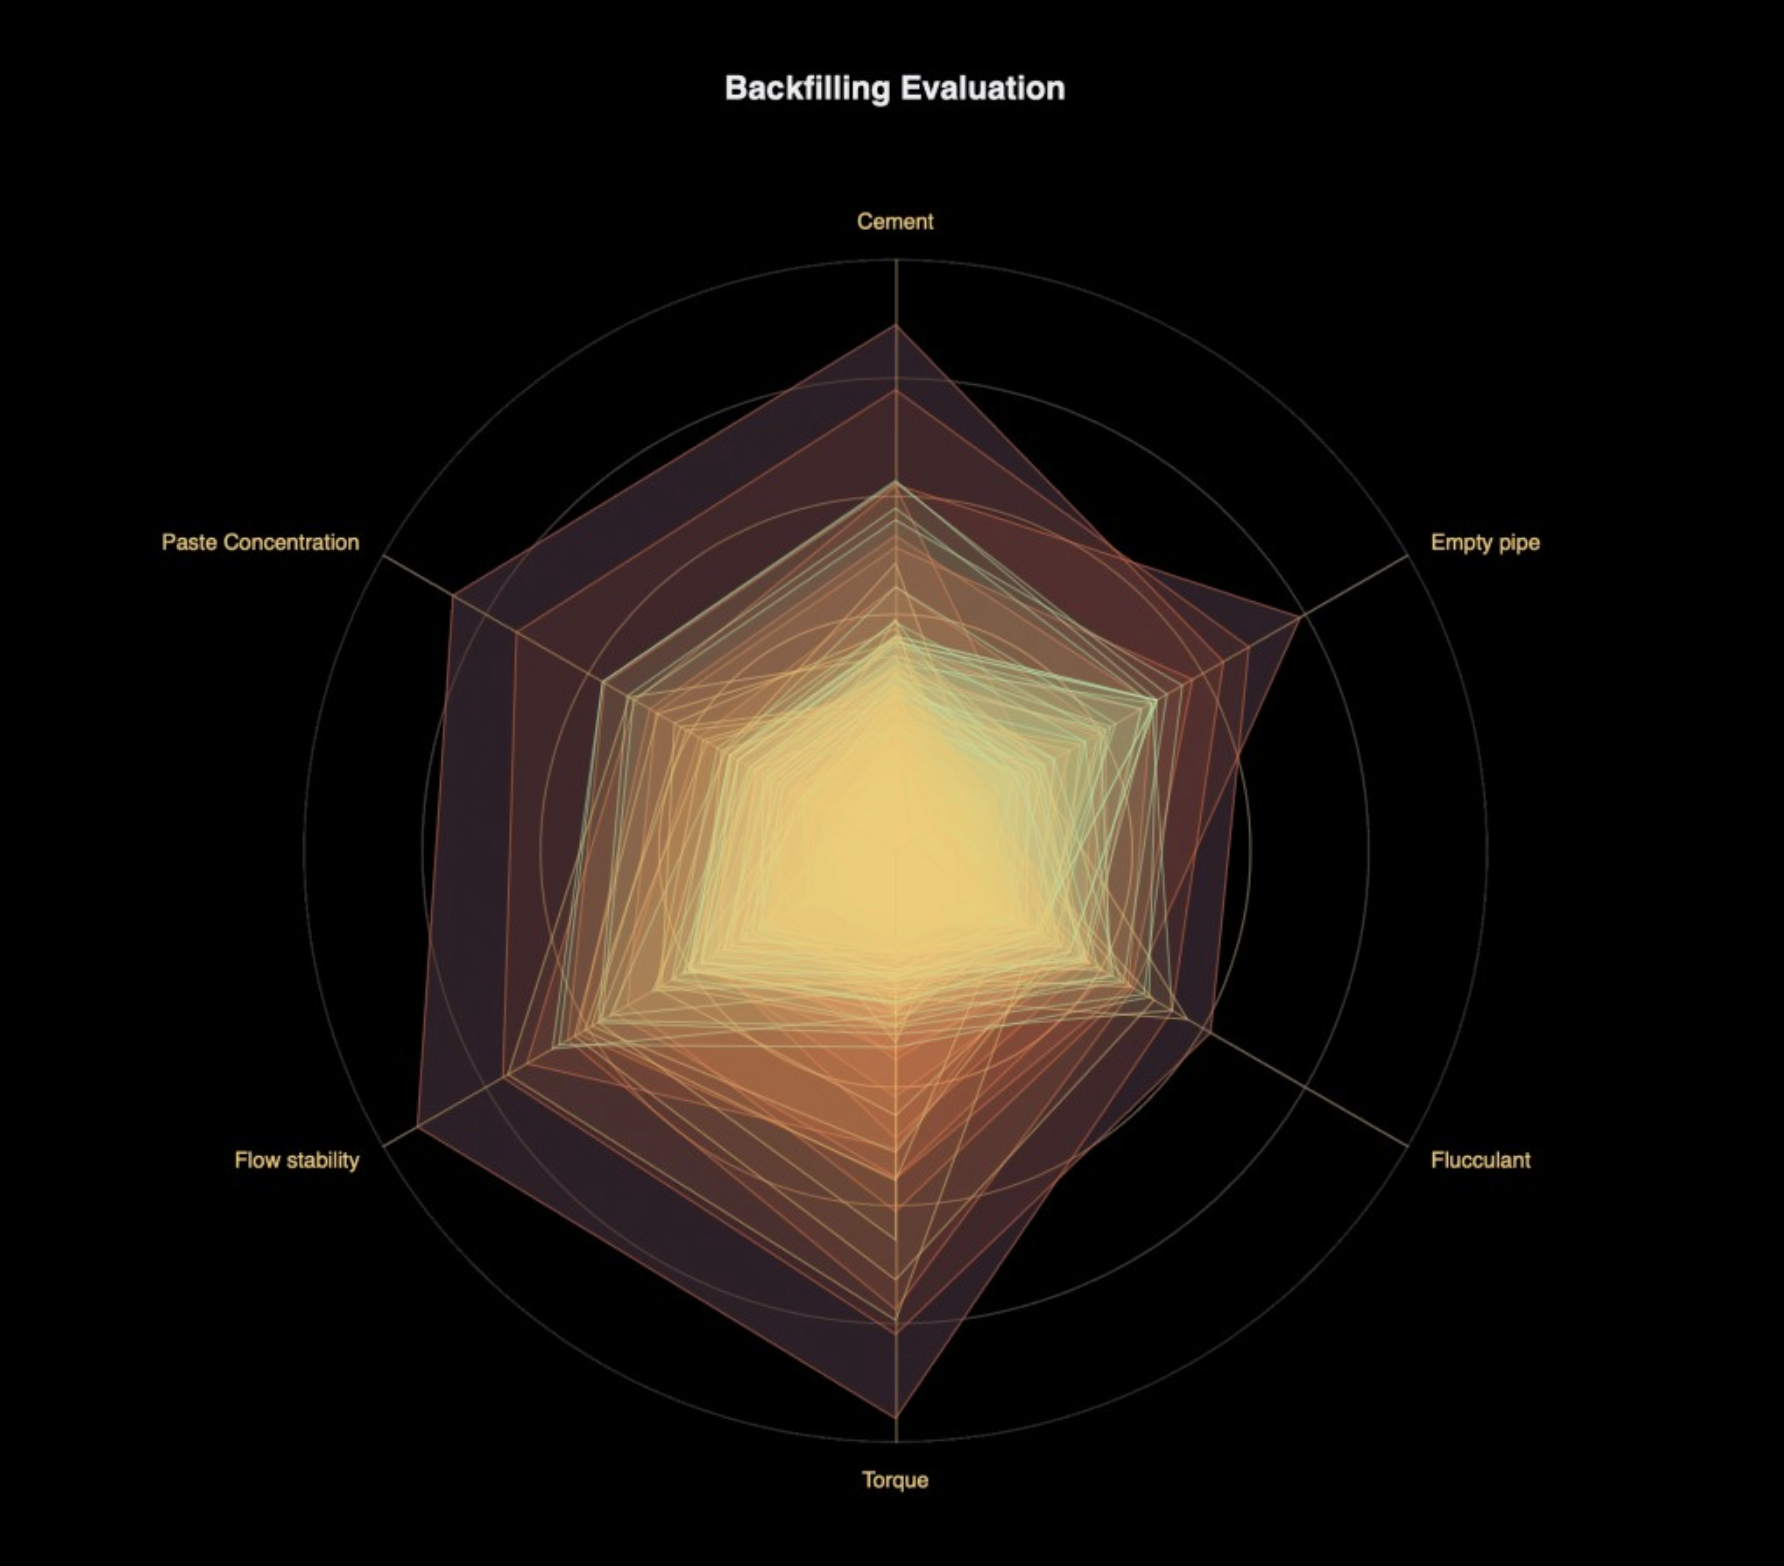 Backfilling Evaluation
Cement
Paste Concentration
Empty pipe
Flow stability
Flucculant
Torque